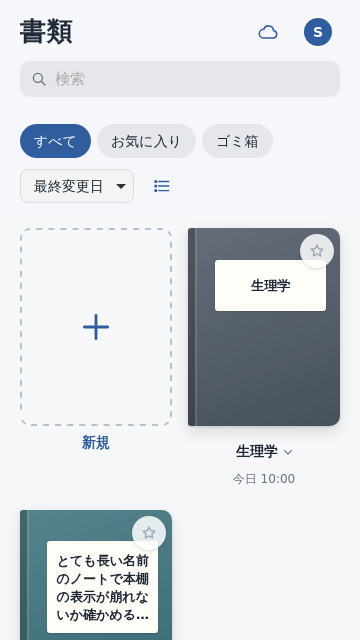 書類
S
検索
すべて
お気に入り
ゴミ箱
最終変更日
生理学
新規
生理学
今日 10:00
とても長い名前
のノートで本棚
の表示が崩れな
いか確かめる...